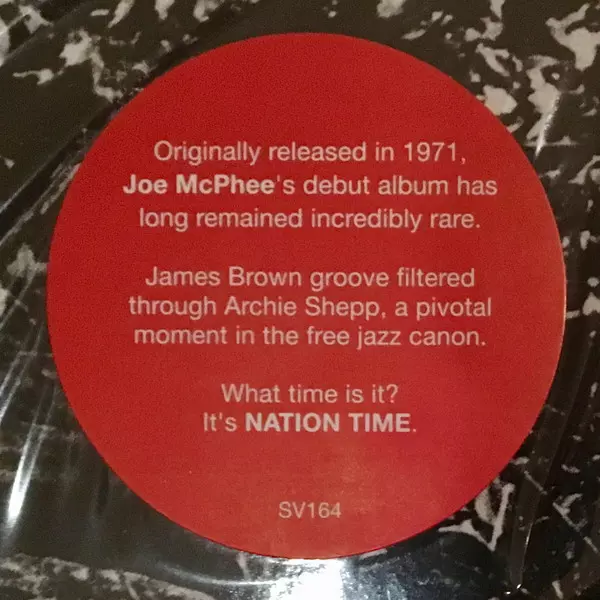 Originally released in 1971,
Joe McPhee's debut album has
long remained incredibly rare.
James Brown groove filtered
through Archie Shepp, a pivotal
moment in the free jazz canon.
What time is it?
It's NATION TIME.
SV164